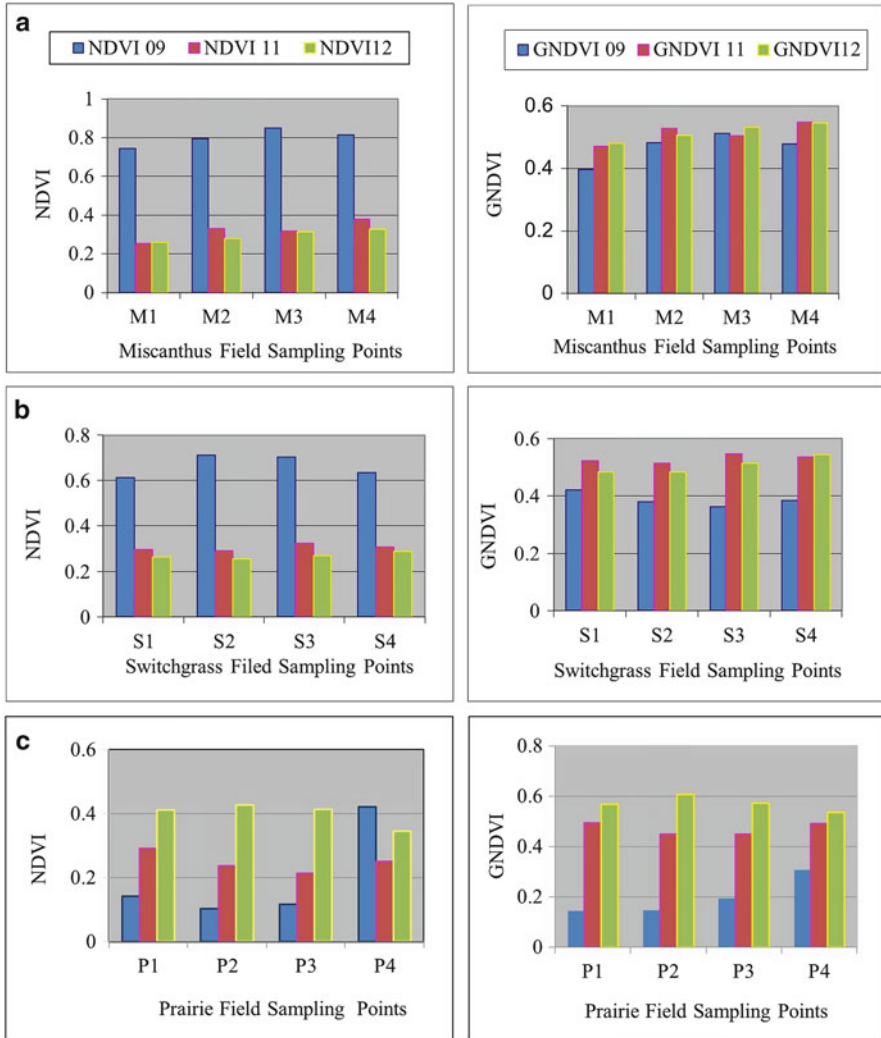 a
NDVI 09 NDVI 11 NDVI12
1
0.8
0.6
0.4
0.2
0
NDVI
M1 M2 M3 M4
Miscanthus Field Sampling Points
GNDVI 09 GNDVI 11 GNDVI12
0.6
0.4
0.2
0
GNDVI
M1 M2 M3 M4
Miscanthus Field Sampling Points
b
0.8
0.6
0.4
0.2
0
NDVI
S1 S2 S3 S4
Switchgrass Filed Sampling Points
0.6
0.4
0.2
0
GNDVI
S1 S2 S3 S4
Switchgrass Field Sampling Points
c
0.6
0.4
0.2
0
NDVI
P1 P2 P3 P4
Prairie Field Sampling Points
0.8
0.6
0.4
0.2
0
GNDVI
P1 P2 P3 P4
Prairie Field Sampling Points